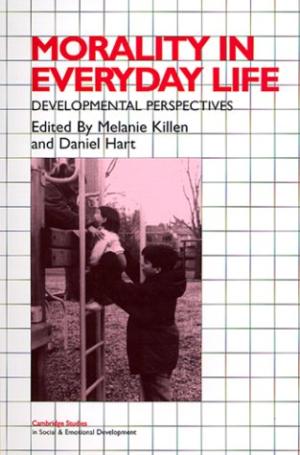 MORALITY IN
EVERYDAY LIFE
DEVELOPMENTAL PERSPECTIVES
Edited By Melanie Killen
and Daniel Hart
Cambridge Studies
in Social & Emotional Development